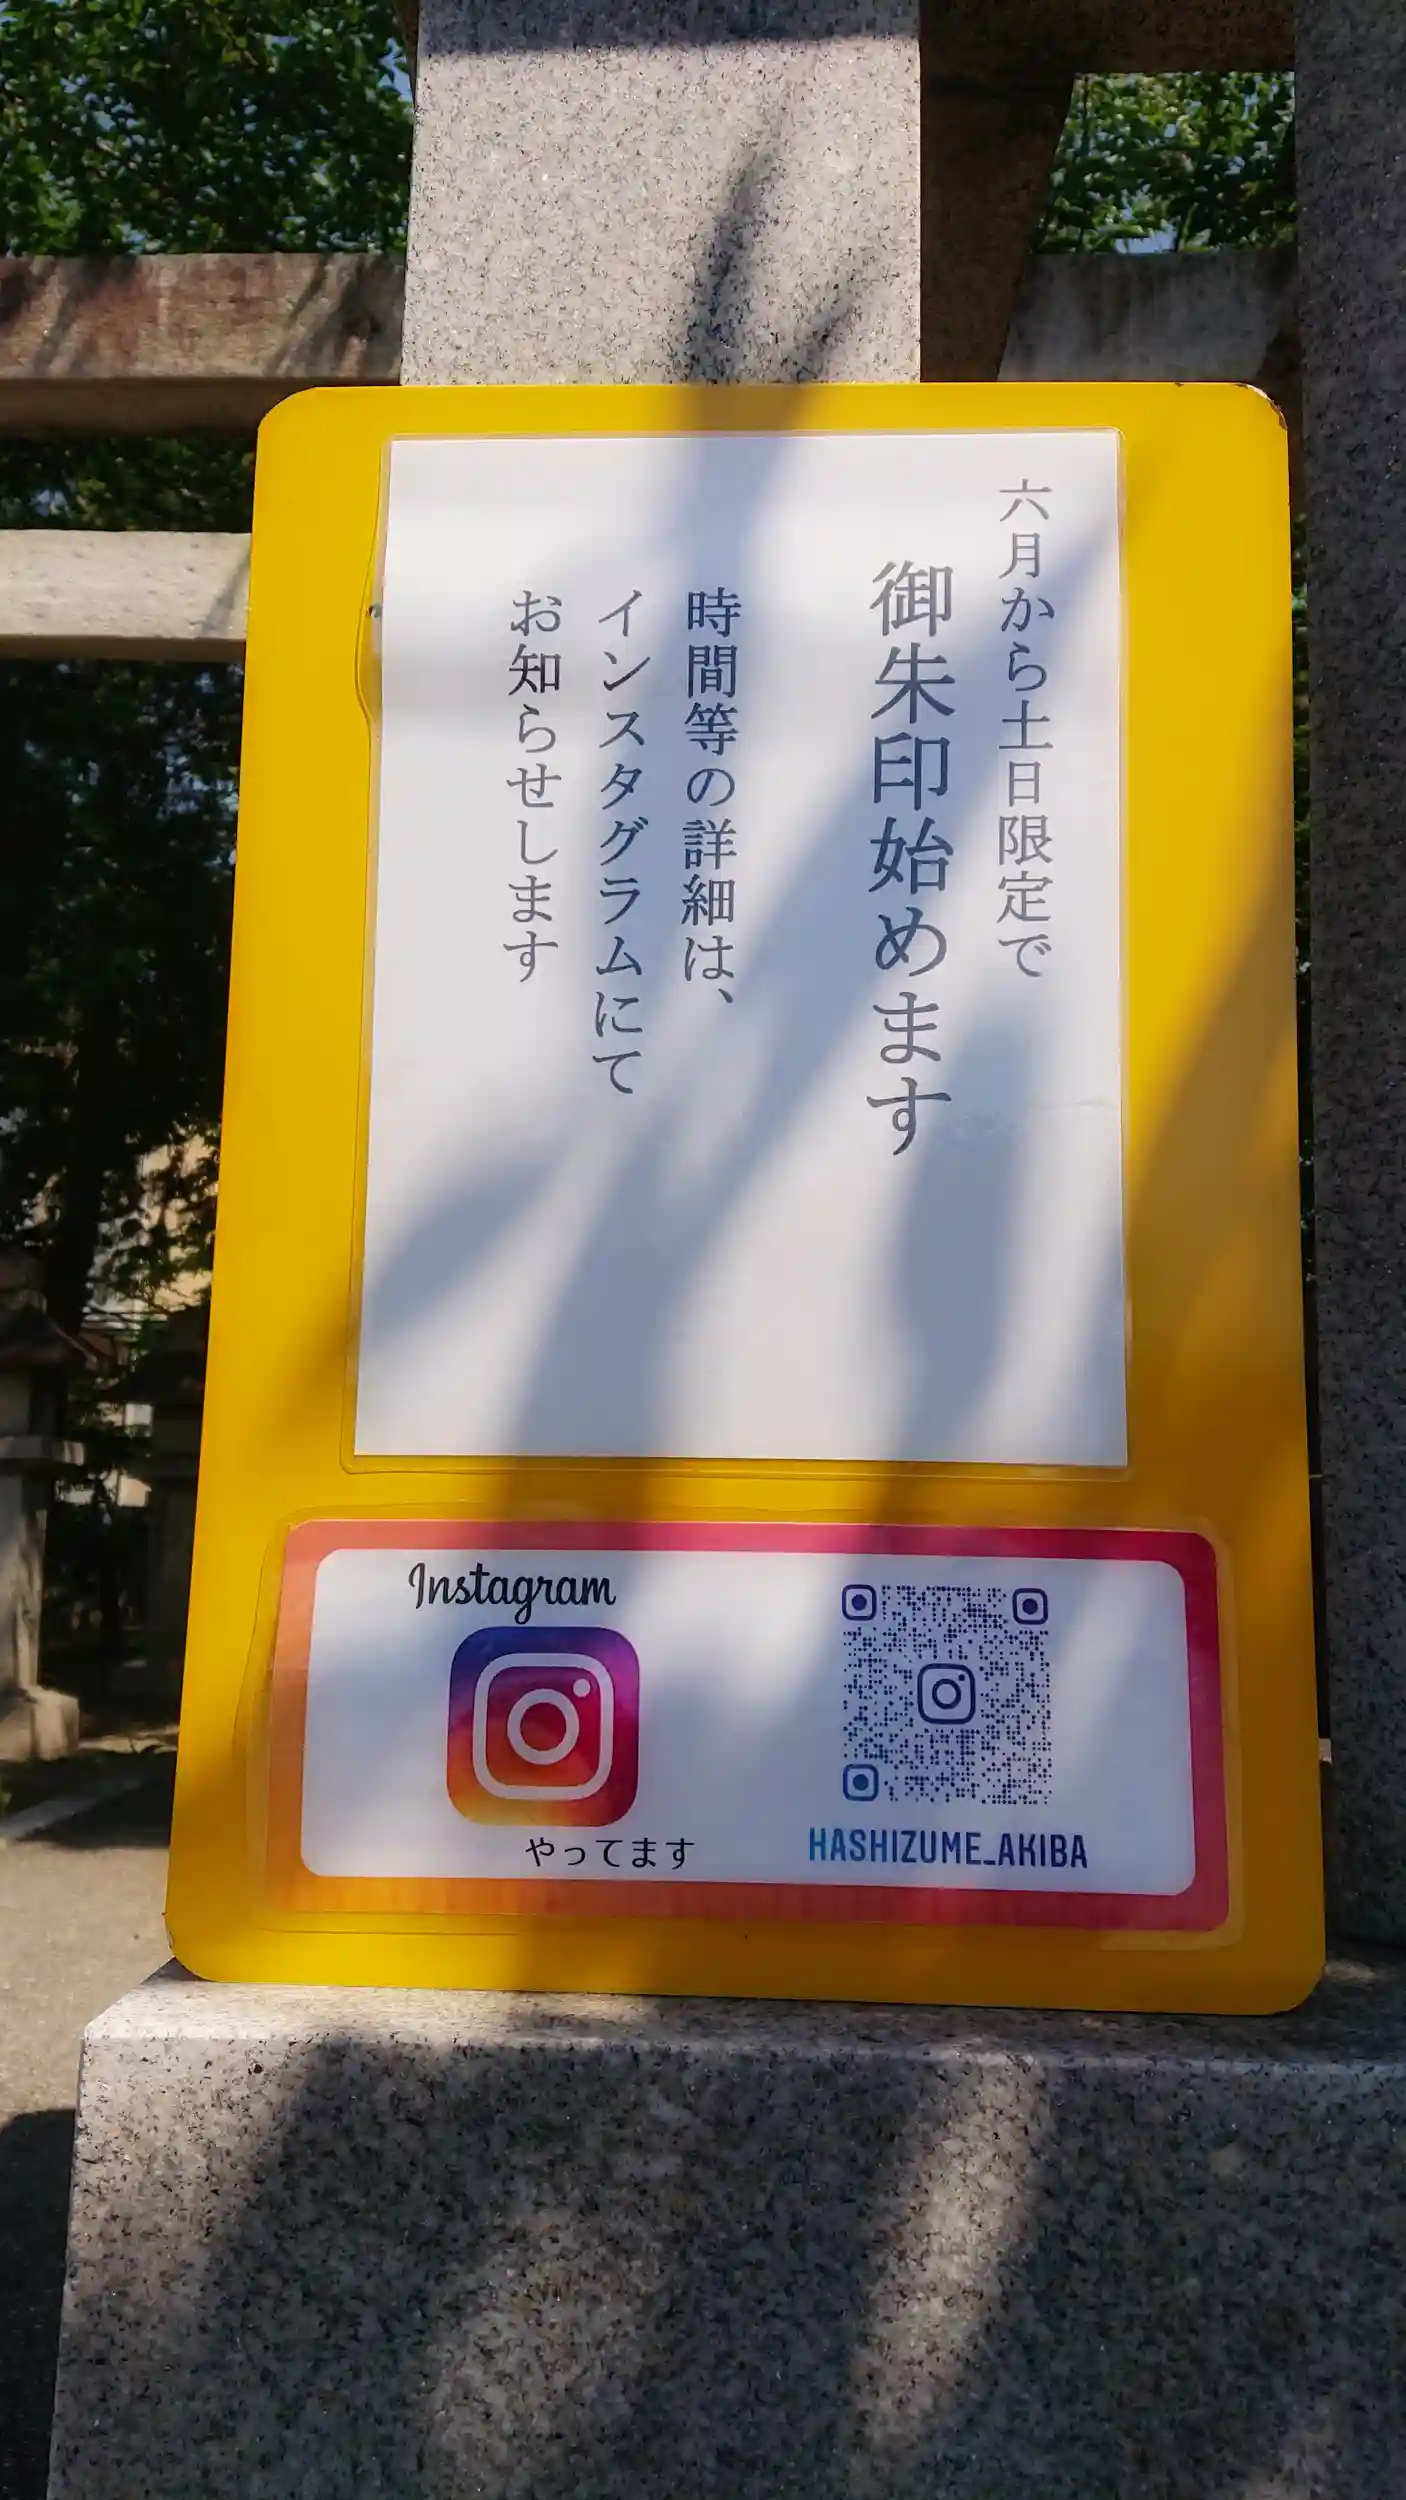 六月から土日限定で
御朱印始めます
時間等の詳細は、
インスタグラムにて
お知らせします
Instagram
やってます
HASHIZUME_AKIBA